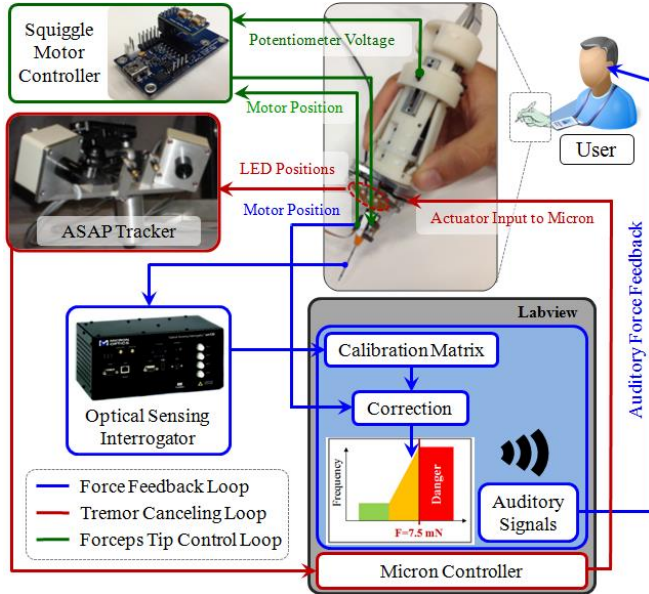 Squiggle
Motor
Controller
Potentiometer Voltage
Motor Position
LED Positions
Motor Position
ASAP Tracker
Actuator Input to Micron
User
Auditory Force Feedback
Labview
MICRON
OPTICS
Calibration Matrix
Correction
Optical Sensing
Interrogator
Frequency
Danger
F=7.5 mN
Auditory
Signals
Force Feedback Loop
Tremor Canceling Loop
Forceps Tip Control Loop
Micron Controller